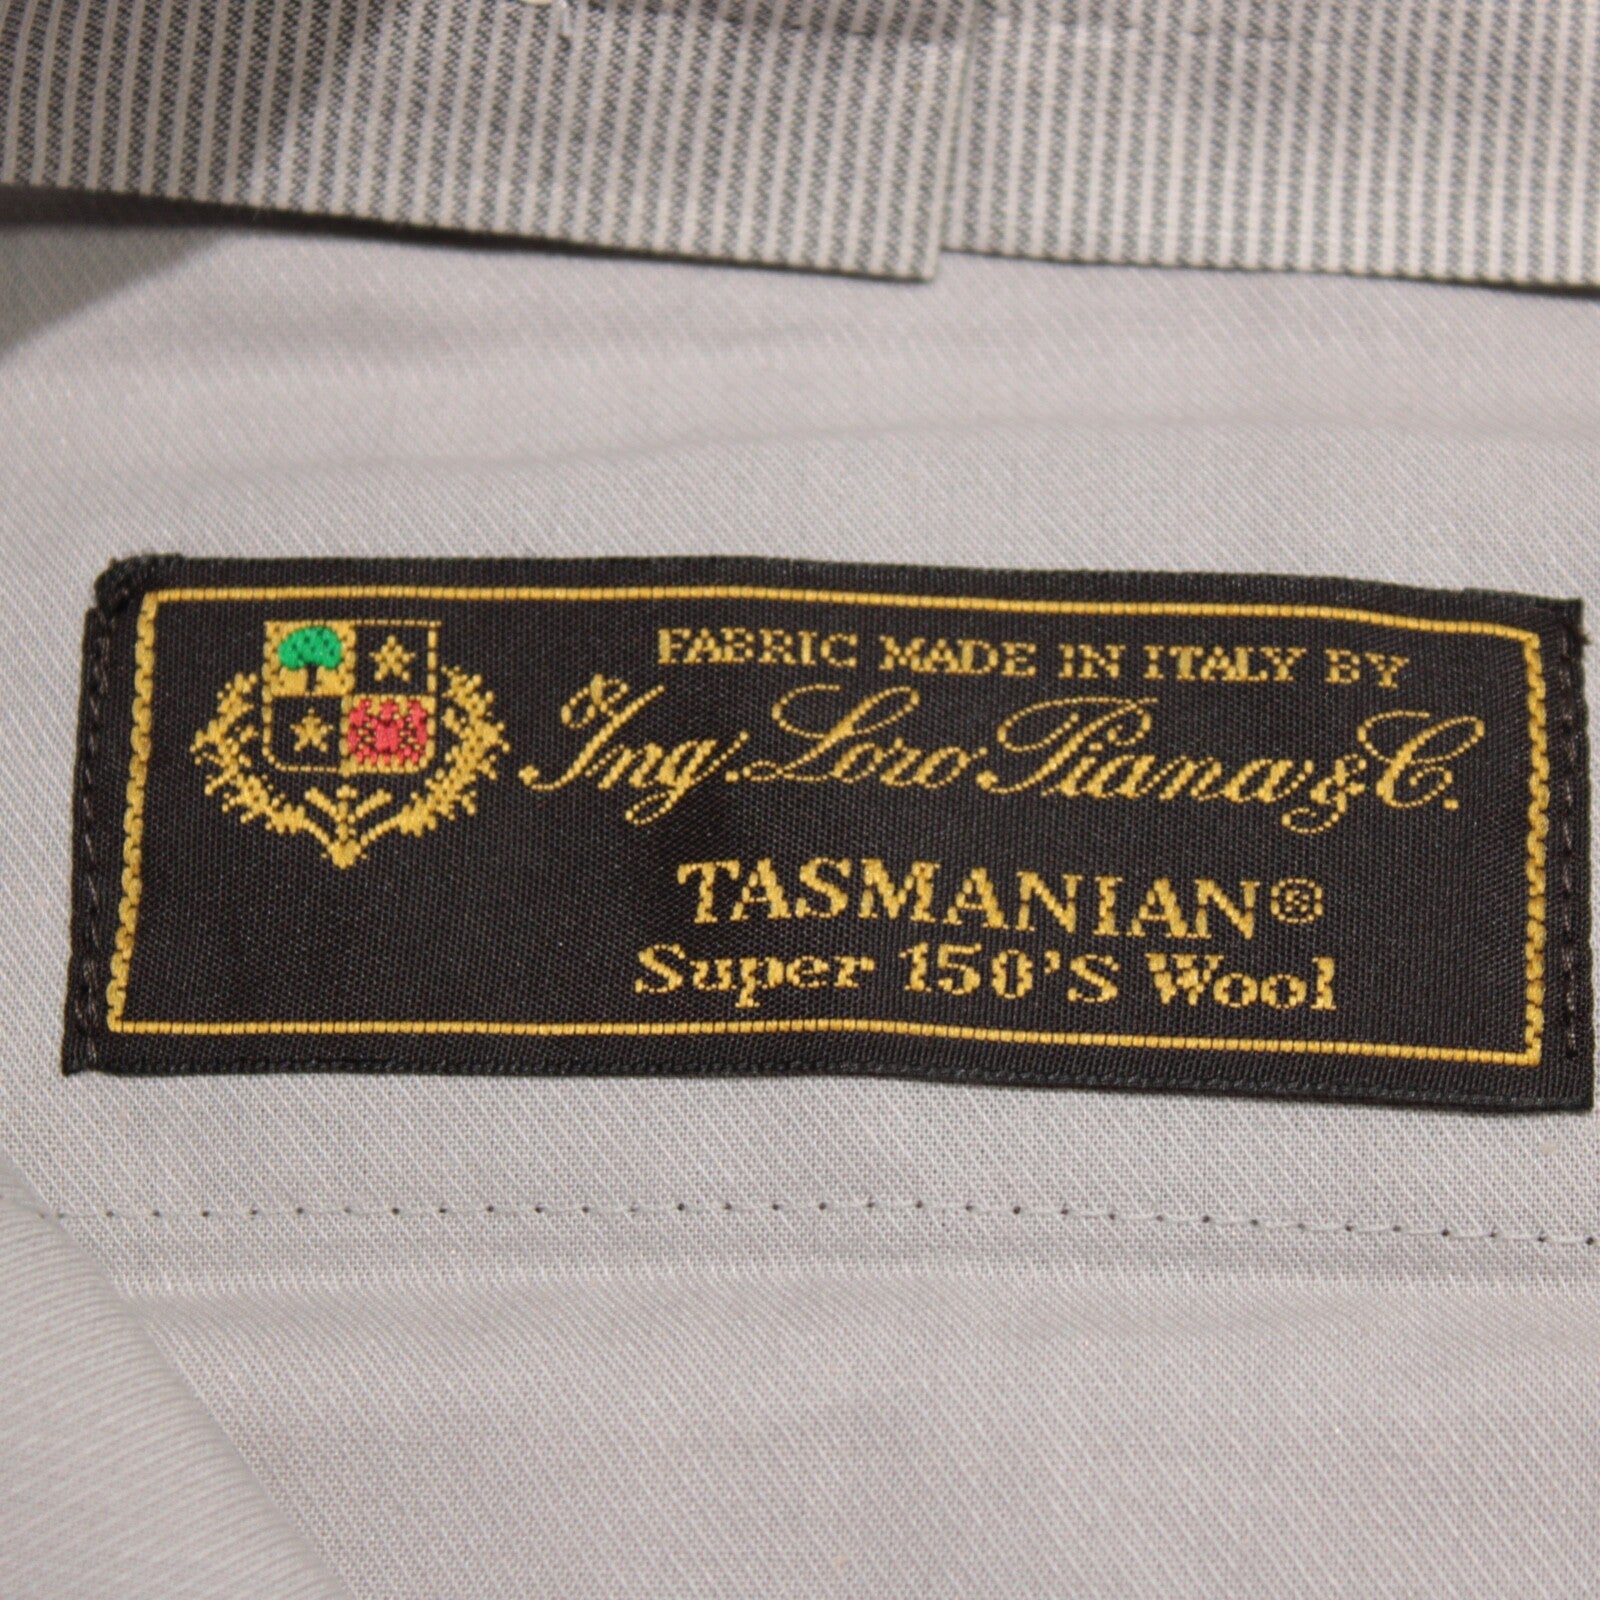 FABRIC MADE IN ITALY BY
Ing. Loro Piana & C.
TASMANIAN®
Super 150'S Wool